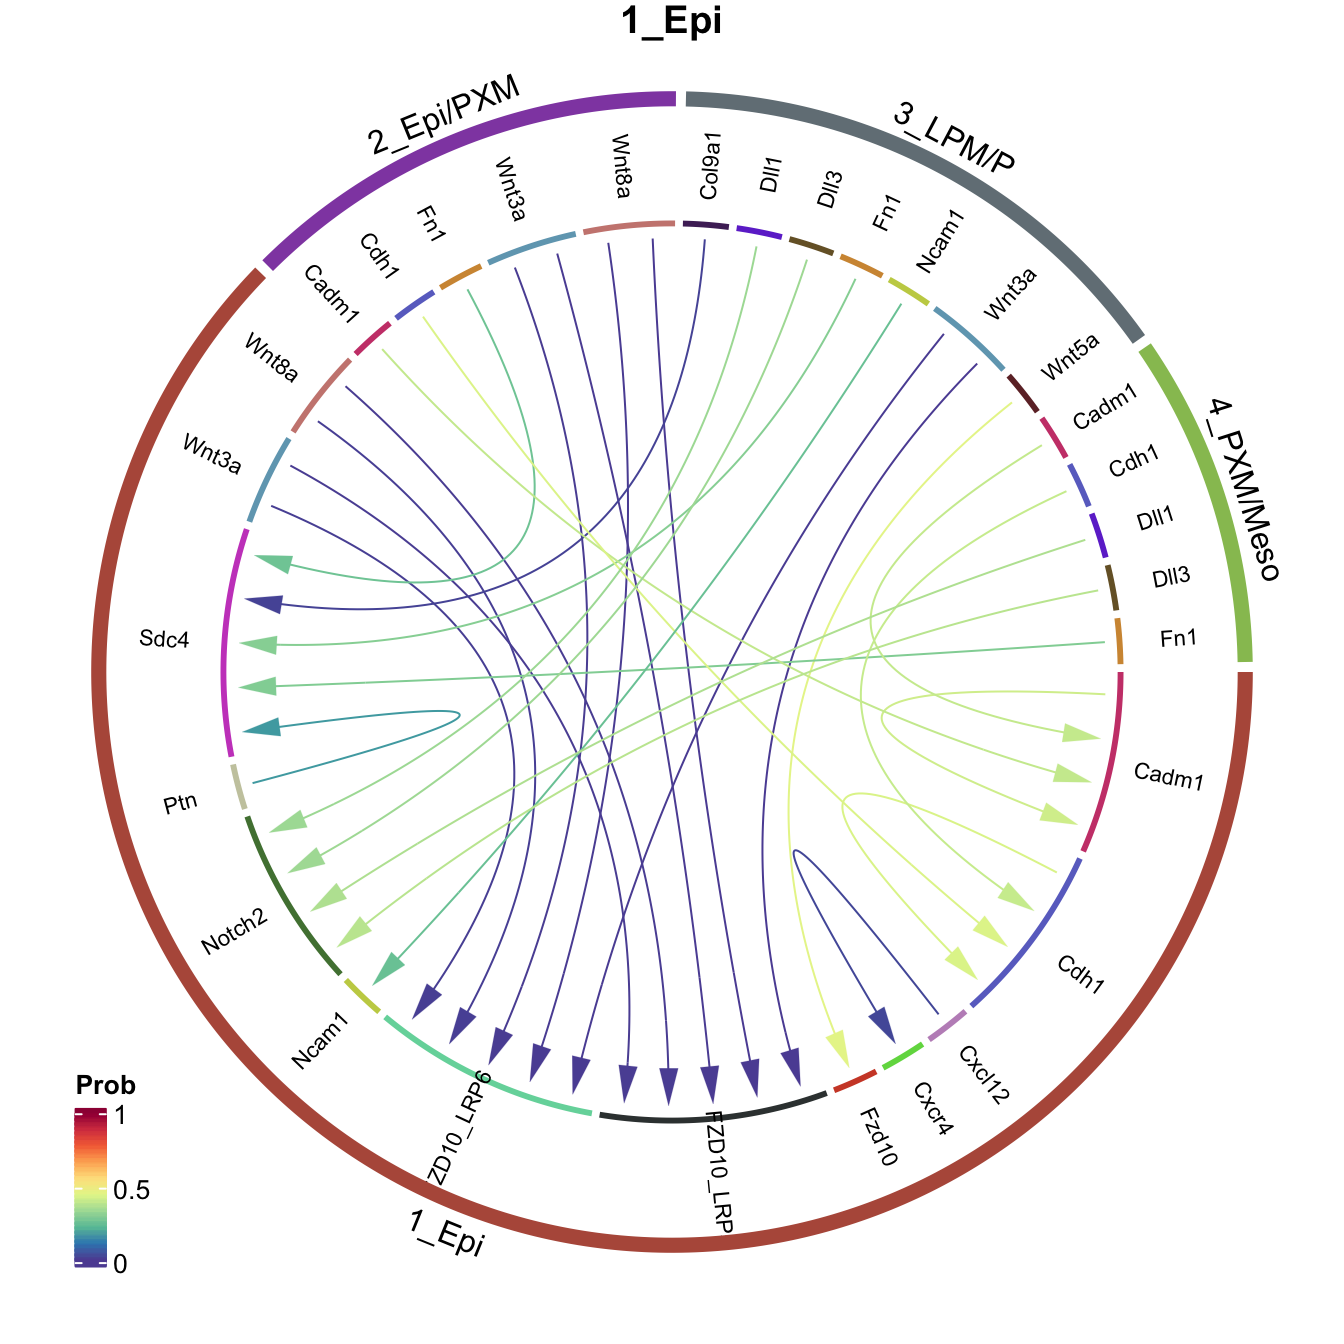 1_Epi
2_Epi/PXM
3_LPM/P
4_PXM/Meso
1_Epi
Cadm1
Cdh1
Fn1
Wnt3a
Wnt8a
Col9a1
Dll1
Dll3
Fn1
Ncam1
Wnt3a
Wnt5a
Cadm1
Cdh1
Dll1
Dll3
Fn1
Cadm1
Cdh1
Cxcl12
Cxcr4
Fzd10
FZD10_LRP
ZD10_LRP6
Ncam1
Notch2
Ptn
Sdc4
Wnt3a
Wnt8a
Prob
1
0.5
0